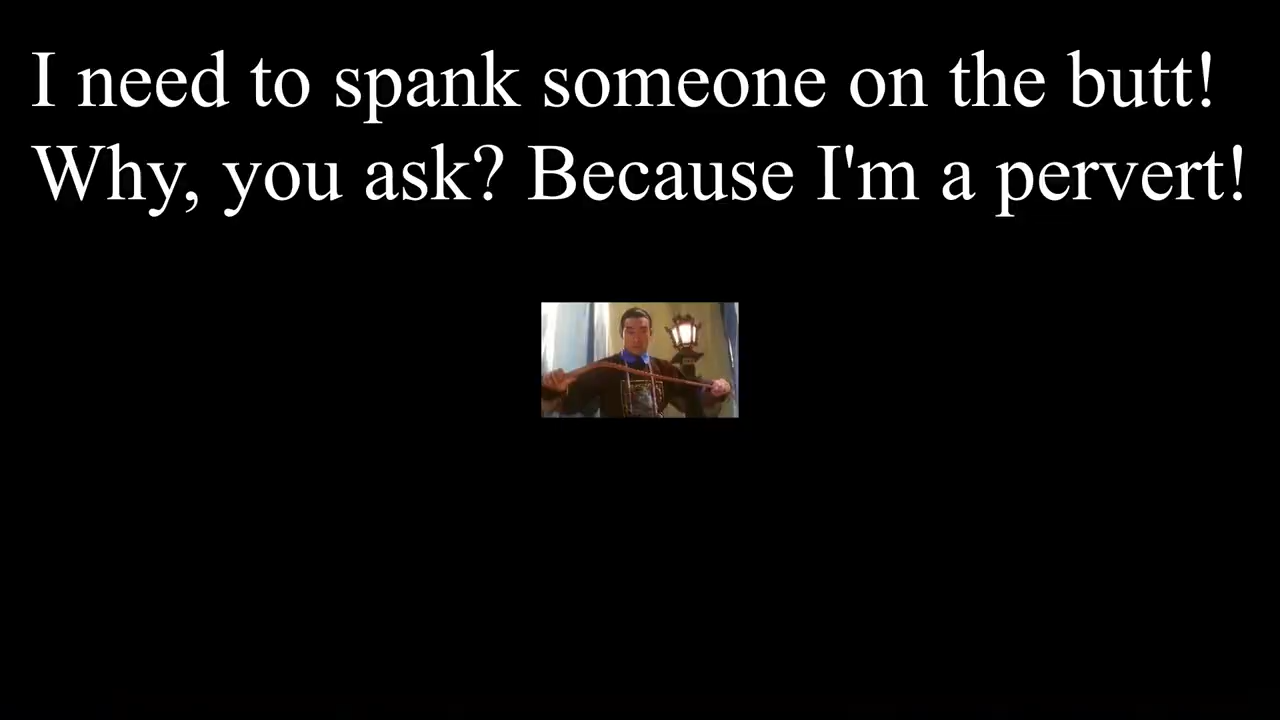 I need to spank someone on the butt!
Why, you ask? Because I'm a pervert!